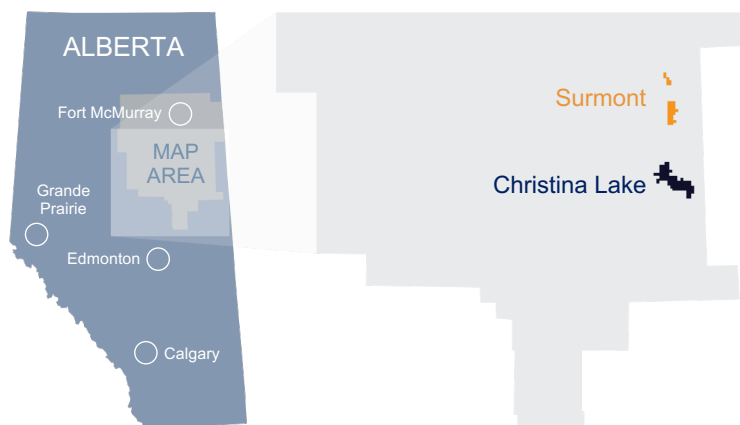 ALBERTA
Fort McMurray
MAP
AREA
Grande
Prairie
Edmonton
Calgary
Surmont
Christina Lake